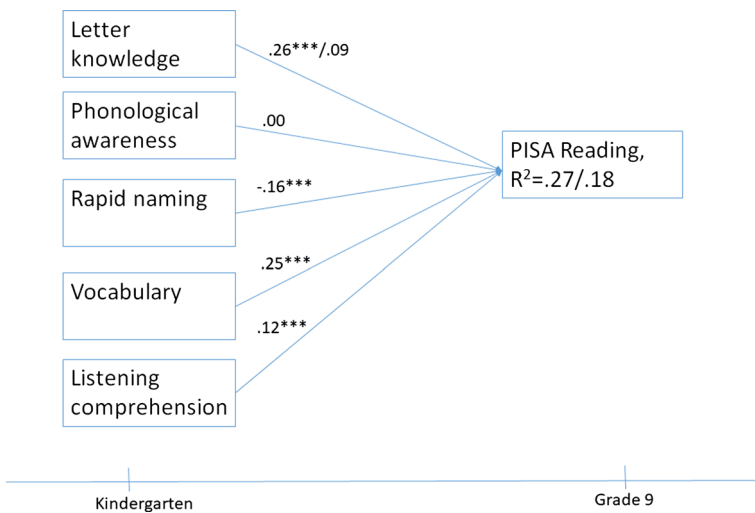 Letter
knowledge
.26***/.09
Phonological
awareness
.00
PISA Reading,
R²=.27/.18
Rapid naming
-.16***
Vocabulary
.25***
.12***
Listening
comprehension
Kindergarten
Grade 9